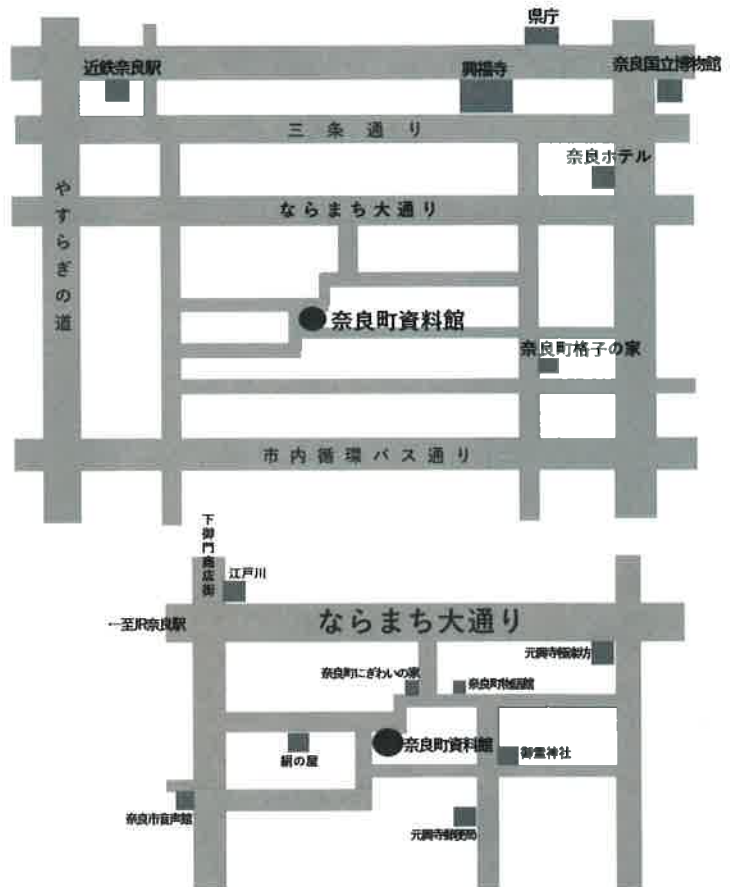 県庁
近鉄奈良駅
興福寺
奈良国立博物館
三条通り
奈良ホテル
ならまち大通り
やすらぎの道
奈良町資料館
奈良町格子の家
市内循環バス通り
下御門商店街
江戸川
←至JR奈良駅
ならまち大通り
元興寺極楽方
奈良町にぎわいの家
奈良町物語館
奈良町資料館
絹の屋
御霊神社
奈良市音声館
元興寺郵便局